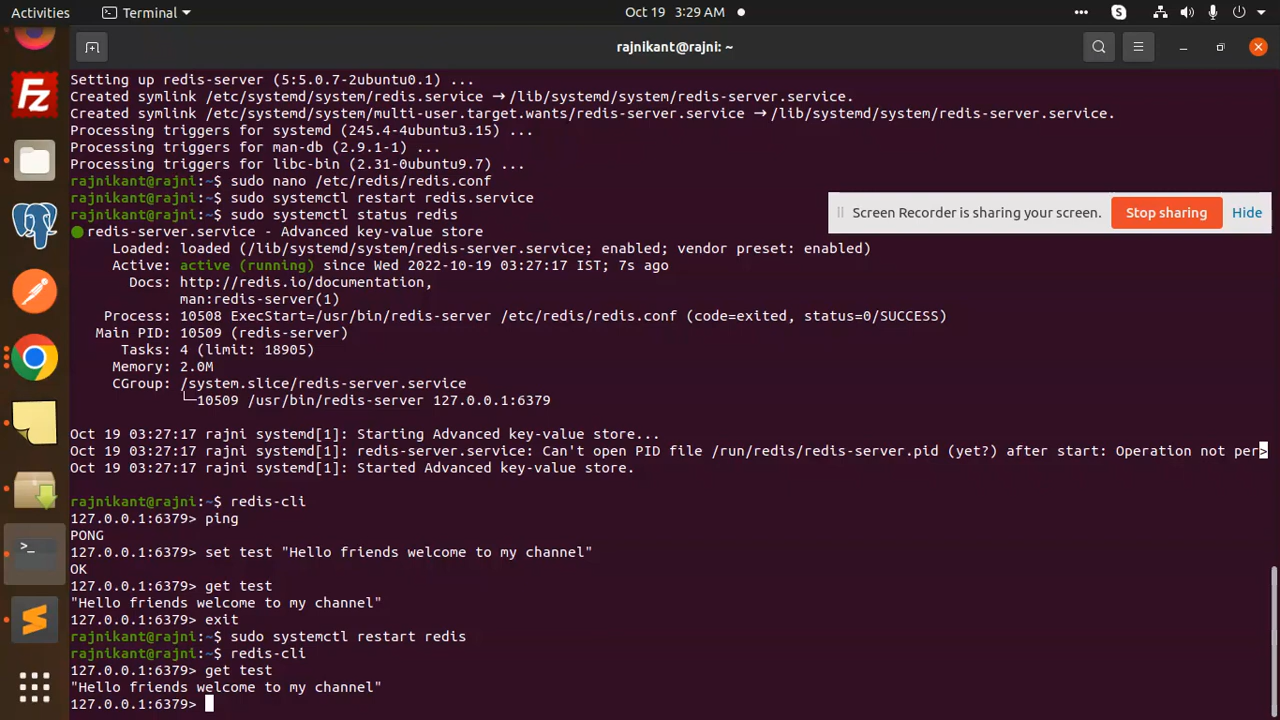 Activities Terminal Oct 19 3:29 AM
rajnikant@rajni: ~
Setting up redis-server (5:5.0.7-2ubuntu0.1) ...
Created symlink /etc/systemd/system/redis.service → /lib/systemd/system/redis-server.service.
Created symlink /etc/systemd/system/multi-user.target.wants/redis-server.service → /lib/systemd/system/redis-server.service.
Processing triggers for systemd (245.4-4ubuntu3.15) ...
Processing triggers for man-db (2.9.1-1) ...
Processing triggers for libc-bin (2.31-0ubuntu9.7) ...
rajnikant@rajni:~$ sudo nano /etc/redis/redis.conf
rajnikant@rajni:~$ sudo systemctl restart redis.service
Screen Recorder is sharing your screen. Stop sharing Hide
rajnikant@rajni:~$ sudo systemctl status redis
● redis-server.service - Advanced key-value store
Loaded: loaded (/lib/systemd/system/redis-server.service; enabled; vendor preset: enabled)
Active: active (running) since Wed 2022-10-19 03:27:17 IST; 7s ago
Docs: http://redis.io/documentation,
man:redis-server(1)
Process: 10508 ExecStart=/usr/bin/redis-server /etc/redis/redis.conf (code=exited, status=0/SUCCESS)
Main PID: 10509 (redis-server)
Tasks: 4 (limit: 18905)
Memory: 2.0M
CGroup: /system.slice/redis-server.service
└─10509 /usr/bin/redis-server 127.0.0.1:6379
Oct 19 03:27:17 rajni systemd[1]: Starting Advanced key-value store...
Oct 19 03:27:17 rajni systemd[1]: redis-server.service: Can't open PID file /run/redis/redis-server.pid (yet?) after start: Operation not per>
Oct 19 03:27:17 rajni systemd[1]: Started Advanced key-value store.
rajnikant@rajni:~$ redis-cli
127.0.0.1:6379> ping
PONG
127.0.0.1:6379> set test "Hello friends welcome to my channel"
OK
127.0.0.1:6379> get test
"Hello friends welcome to my channel"
127.0.0.1:6379> exit
rajnikant@rajni:~$ sudo systemctl restart redis
rajnikant@rajni:~$ redis-cli
127.0.0.1:6379> get test
"Hello friends welcome to my channel"
127.0.0.1:6379>